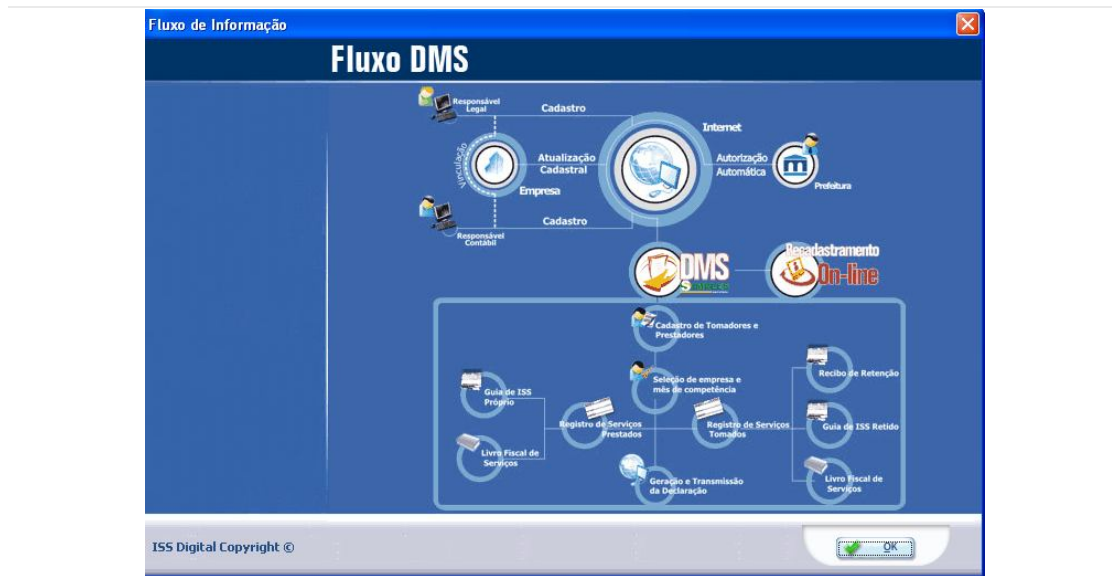 Fluxo de Informação
Fluxo DMS
Responsável
Legal
Cadastro
Internet
Vinculação
Atualização
Cadastral
Empresa
Autorização
Automática
Prefeitura
Responsável
Contábil
Cadastro
DMS
Recadastramento
On-line
Cadastro de Tomadores e
Prestadores
Seleção de empresa e
mês de competência
Recibo de Retenção
Guia de ISS
Próprio
Registro de Serviços
Prestados
Registro de Serviços
Tomados
Guia de ISS Retido
Livro Fiscal de
Serviços
Geração e Transmissão
da Declaração
Livro Fiscal de
Serviços
ISS Digital Copyright ©
OK